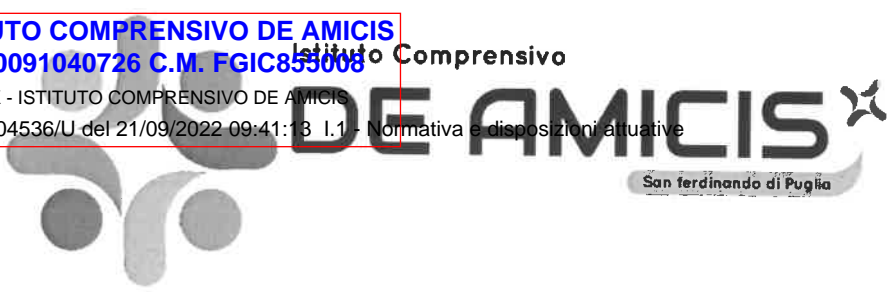 UTO COMPRENSIVO DE AMICIS
0091040726 C.M. FGIC855008
- ISTITUTO COMPRENSIVO DE AMICIS
04536/U del 21/09/2022 09:41:13 I.1 - Normativa e disposizioni attuative
Istituto Comprensivo
DE AMICIS
San ferdinando di Puglia